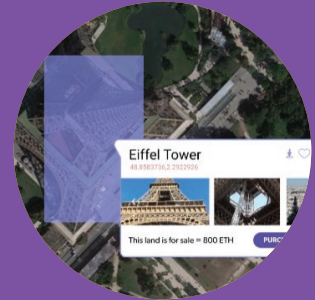 Eiffel Tower
48.8583736,2.2922926
This land is for sale = 800 ETH